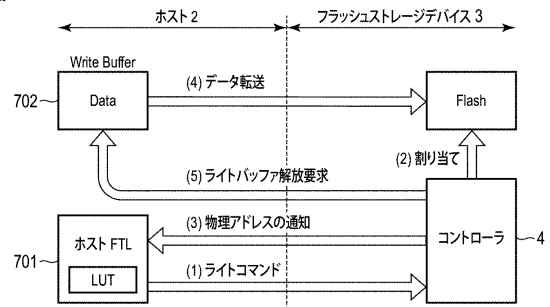 ホスト 2
フラッシュストレージデバイス 3
Write Buffer
702
Data
(4) データ転送
Flash
(2) 割り当て
(5) ライトバッファ解放要求
(3) 物理アドレスの通知
コントローラ
4
701
ホスト FTL
LUT
(1) ライトコマンド